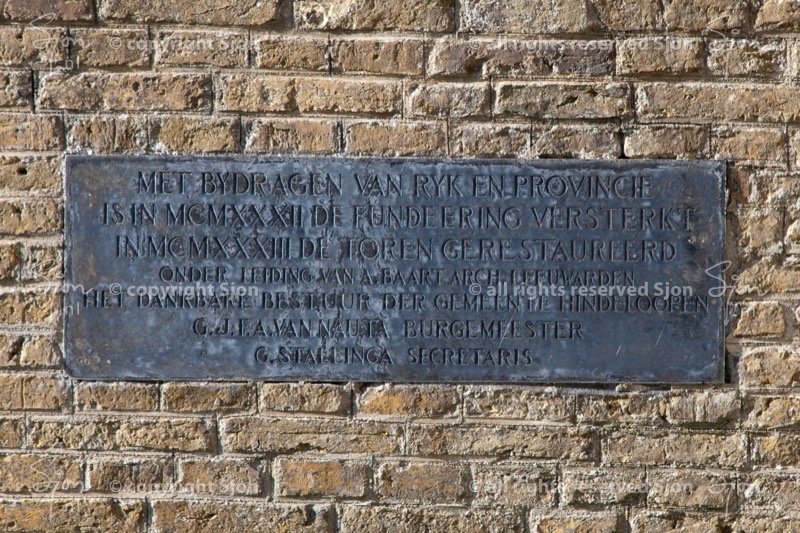 MET BYDRAGEN VAN RYK EN PROVINCIE
IS IN MCMXXXII DE FUNDEERING VERSTERKT
IN MCMXXXIII DE TOREN GERESTAUREERD
ONDER LEIDING VAN A. BAART ARCH. LEEUWARDEN
HET DANKBARE BESTUUR DER GEMEENTE HINDELOOPEN
G.J.P.A. VAN NAUTA BURGEMEESTER
G. STALLINGA SECRETARIS
© copyright Sjon
all rights reserved Sjon